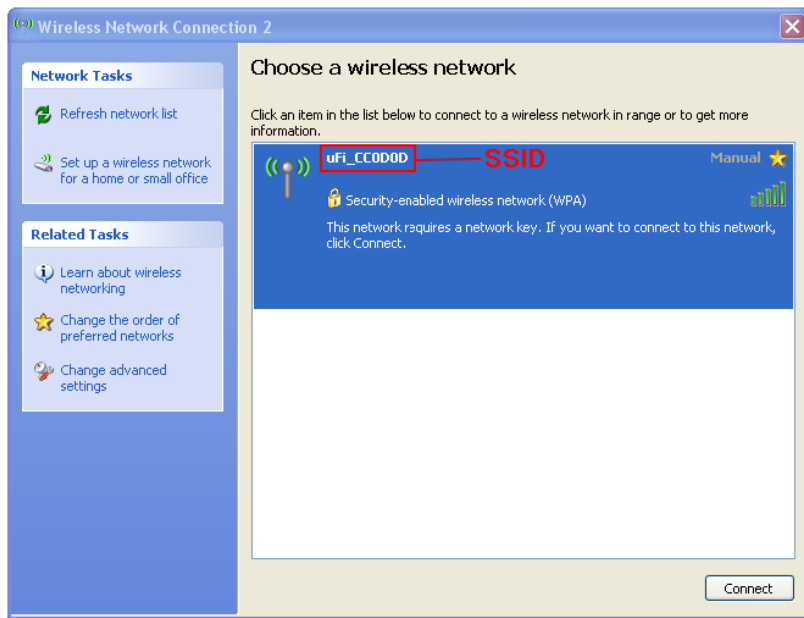 Wireless Network Connection 2
Network Tasks
Refresh network list
Set up a wireless network
for a home or small office
Related Tasks
Learn about wireless
networking
Change the order of
preferred networks
Change advanced
settings
Choose a wireless network
Click an item in the list below to connect to a wireless network in range or to get more
information.
uFi_CC0D0D SSID Manual
Security-enabled wireless network (WPA)
This network requires a network key. If you want to connect to this network,
click Connect.
Connect